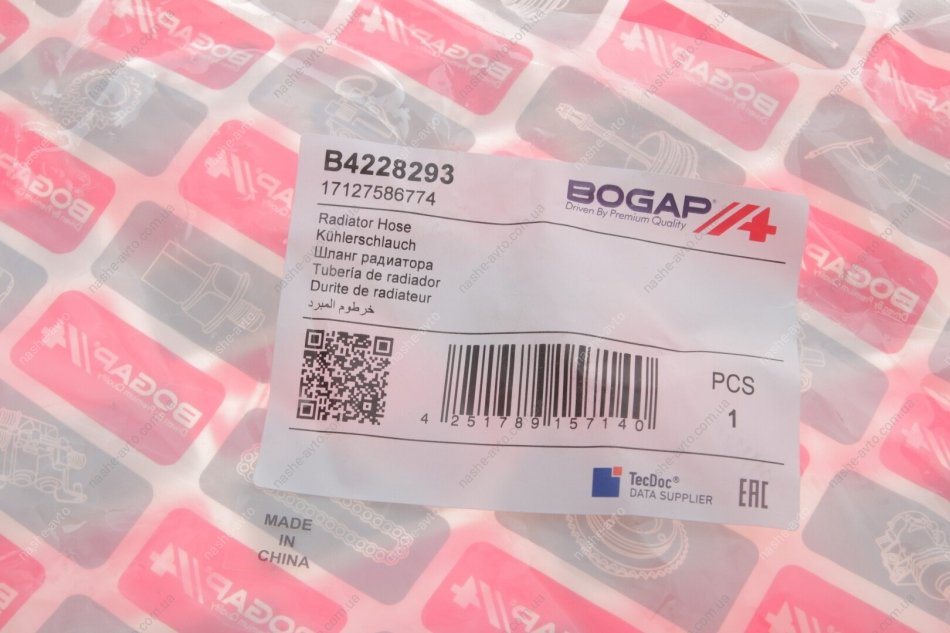 B4228293
17127586774
BOGAP
Driven By Premium Quality
Radiator Hose
Kühlerschlauch
Шланг радиатора
Tubería de radiador
Durite de radiateur
خرطوم المبرد
PCS
1
4 251789 157140
TecDoc®
DATA SUPPLIER
EAC
MADE
IN
CHINA